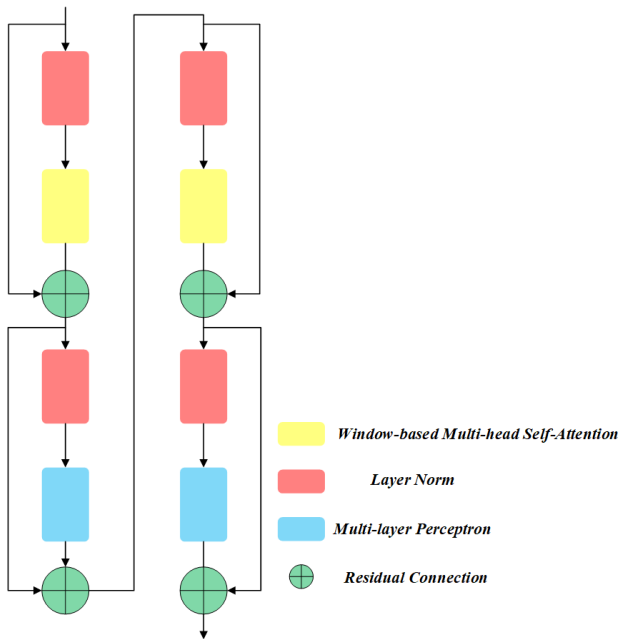 Window-based Multi-head Self-Attention
Layer Norm
Multi-layer Perceptron
Residual Connection